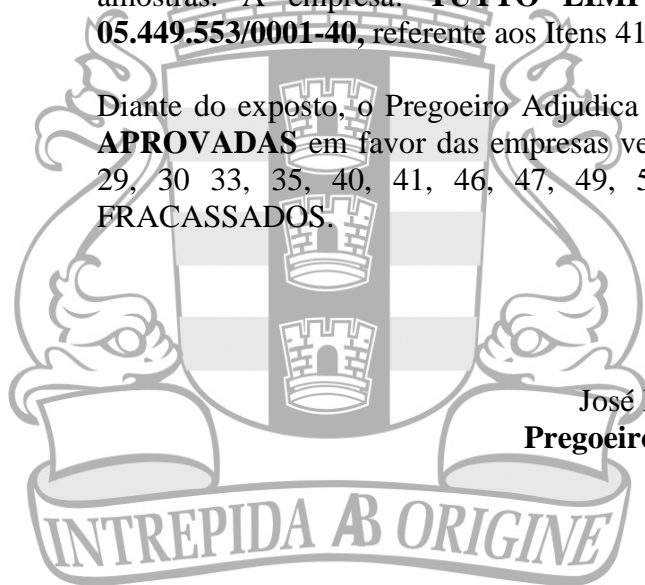 amostras. A empresa: TUTTO LIMP
05.449.553/0001-40, referente aos Itens 41
Diante do exposto, o Pregoeiro Adjudica
APROVADAS em favor das empresas ve
29, 30 33, 35, 40, 41, 46, 47, 49, 5
FRACASSADOS.
José
Pregoeiro
INTREPIDA AB ORIGINE